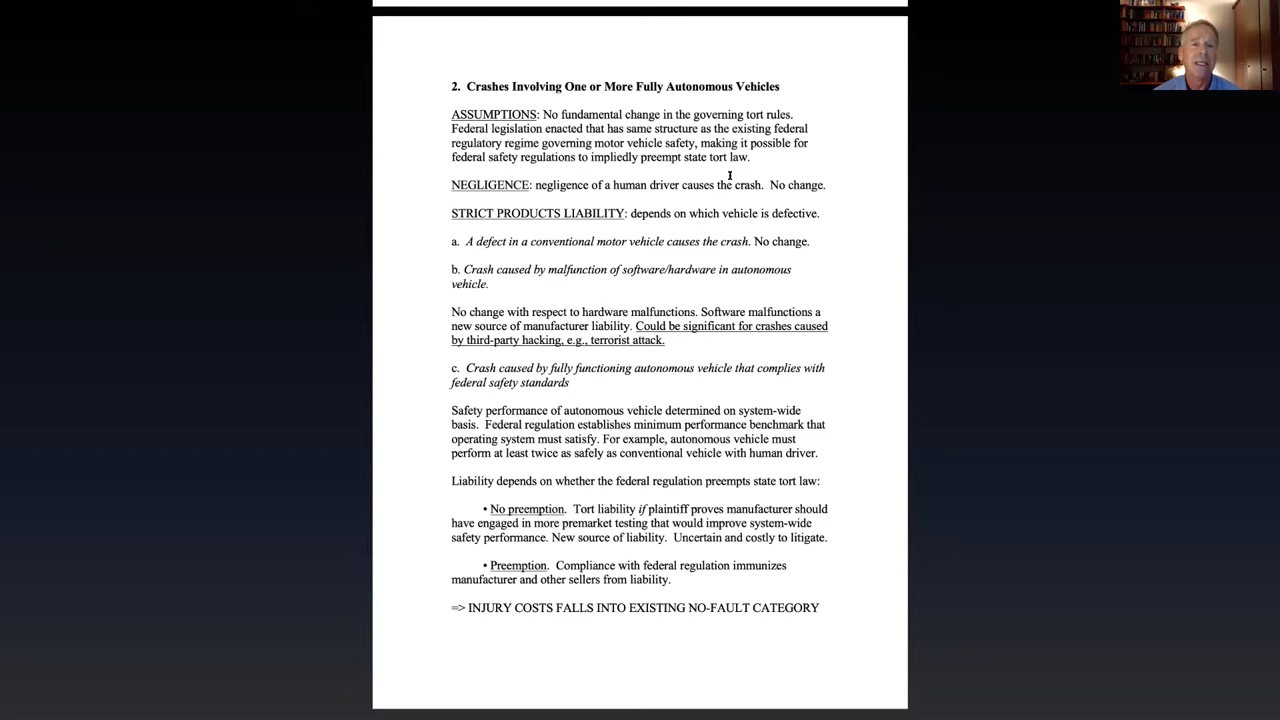 2. Crashes Involving One or More Fully Autonomous Vehicles
ASSUMPTIONS: No fundamental change in the governing tort rules.
Federal legislation enacted that has same structure as the existing federal
regulatory regime governing motor vehicle safety, making it possible for
federal safety regulations to impliedly preempt state tort law.
NEGLIGENCE: negligence of a human driver causes the crash. No change.
STRICT PRODUCTS LIABILITY: depends on which vehicle is defective.
a. A defect in a conventional motor vehicle causes the crash. No change.
b. Crash caused by malfunction of software/hardware in autonomous
vehicle.
No change with respect to hardware malfunctions. Software malfunctions a
new source of manufacturer liability. Could be significant for crashes caused
by third-party hacking, e.g., terrorist attack.
c. Crash caused by fully functioning autonomous vehicle that complies with
federal safety standards
Safety performance of autonomous vehicle determined on system-wide
basis. Federal regulation establishes minimum performance benchmark that
operating system must satisfy. For example, autonomous vehicle must
perform at least twice as safely as conventional vehicle with human driver.
Liability depends on whether the federal regulation preempts state tort law:
• No preemption. Tort liability if plaintiff proves manufacturer should
have engaged in more premarket testing that would improve system-wide
safety performance. New source of liability. Uncertain and costly to litigate.
• Preemption. Compliance with federal regulation immunizes
manufacturer and other sellers from liability.
=> INJURY COSTS FALLS INTO EXISTING NO-FAULT CATEGORY